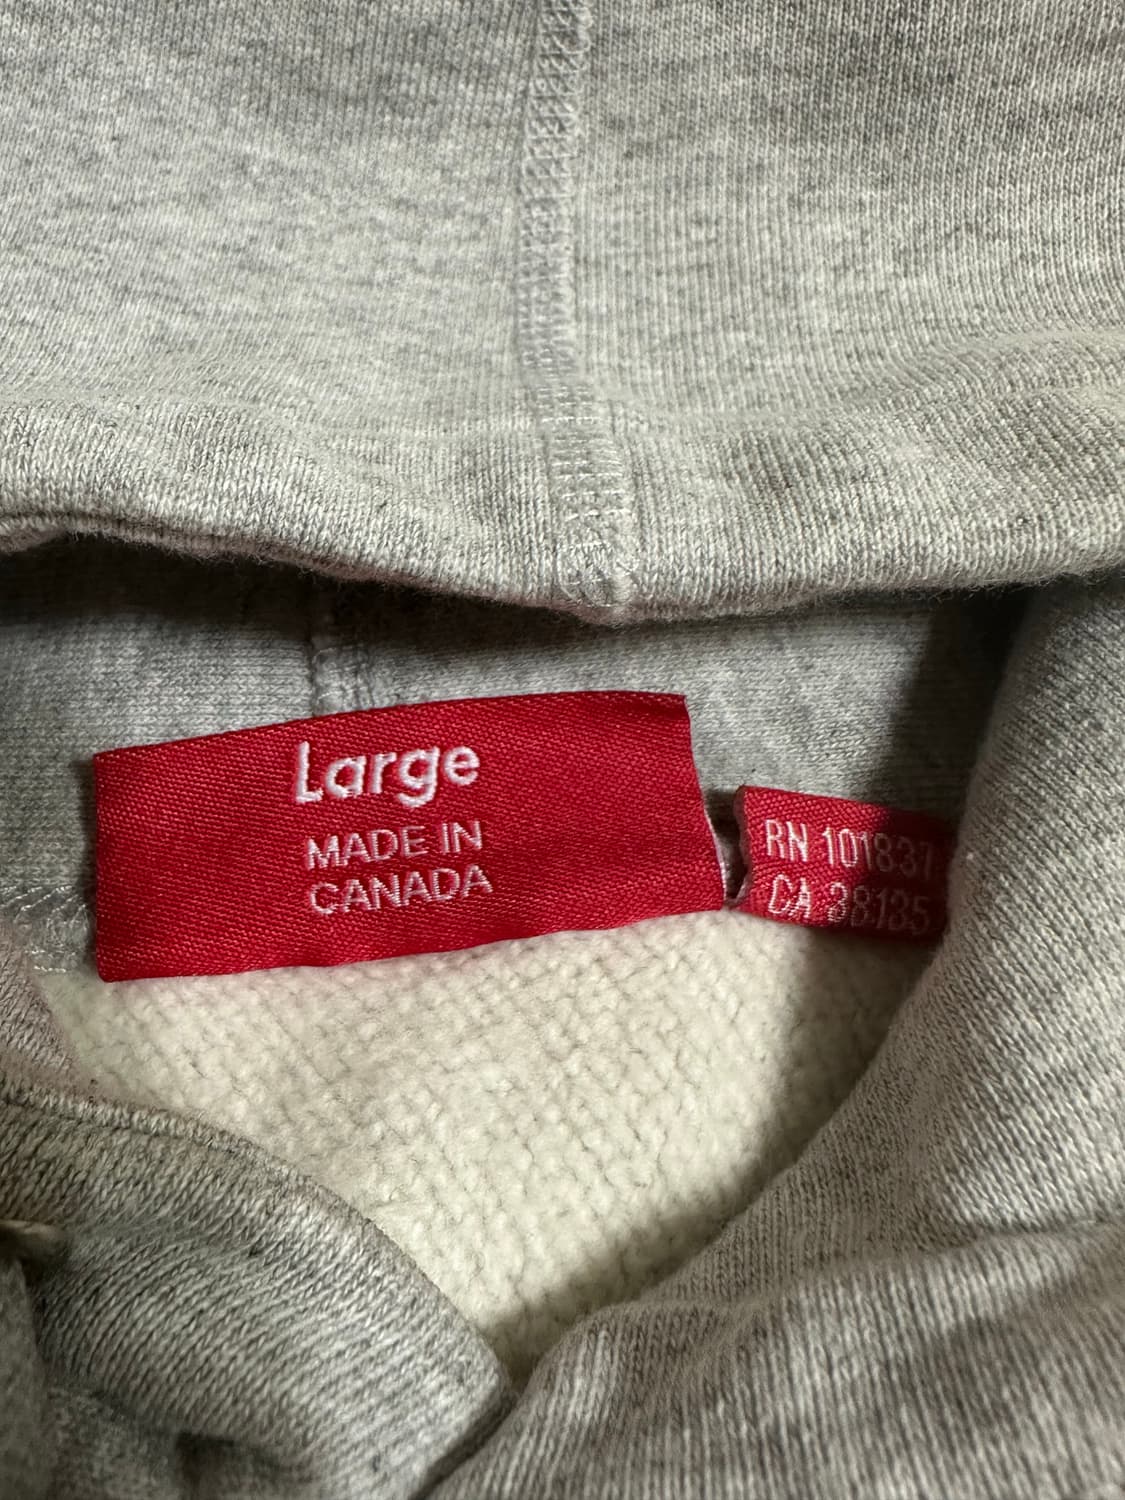 Large
MADE IN
CANADA
RN 101837
CA 38135